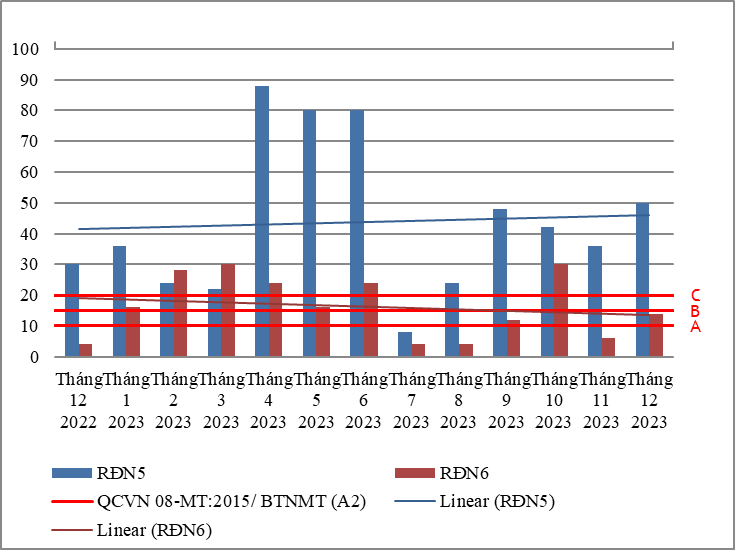 100
90
80
70
60
50
40
30
20
10
0
C
B
A
Tháng Tháng Tháng Tháng Tháng Tháng Tháng Tháng Tháng Tháng Tháng Tháng Tháng
12 1 2 3 4 5 6 7 8 9 10 11 12
2022 2023 2023 2023 2023 2023 2023 2023 2023 2023 2023 2023 2023
RĐN5 RĐN6
QCVN 08-MT:2015/ BTNMT (A2) Linear (RĐN5)
Linear (RĐN6)